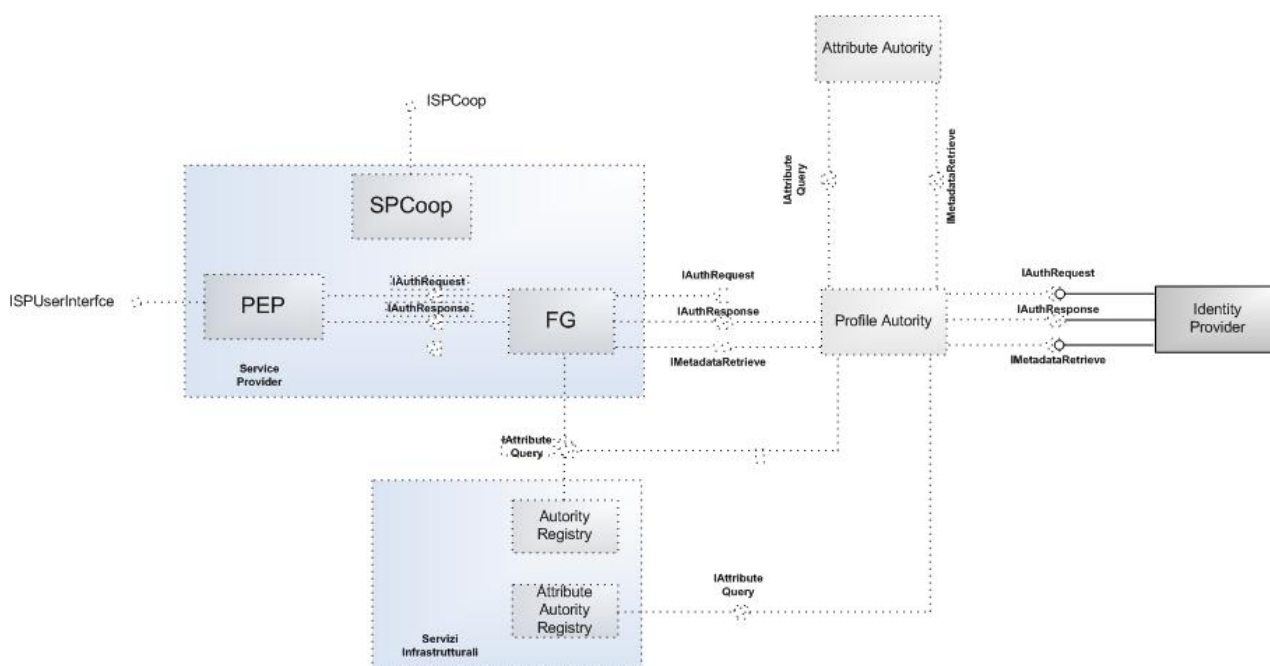 Attribute Autority
ISPCoop
IAttribute
Query
IMetadataRetrieve
SPCoop
ISPUserInterfce
PEP
IAuthRequest
IAuthResponse
FG
Service
Provider
IAuthRequest
IAuthResponse
IMetadataRetrieve
Profile Autority
IAuthRequest
IAuthResponse
IMetadataRetrieve
Identity
Provider
IAttribute
Query
Autority
Registry
Attribute
Autority
Registry
IAttribute
Query
Servizi
Infrastrutturali